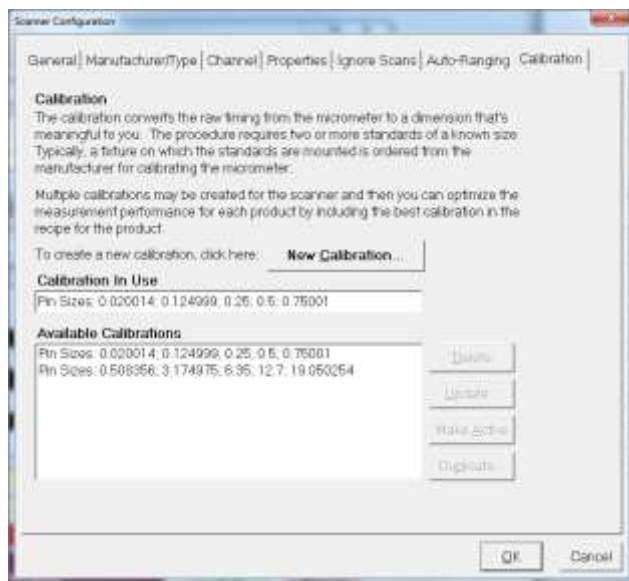 Scanner Configuration
General Manufacturer/Type Channel Properties Ignore Scans Auto-Ranging Calibration
Calibration
The calibration converts the raw timing from the micrometer to a dimension that's
meaningful to you. The procedure requires two or more standards of a known size.
Typically, a fixture on which the standards are mounted is ordered from the
manufacturer for calibrating the micrometer.
Multiple calibrations may be created for the scanner and then you can optimize the
measurement performance for each product by including the best calibration in the
recipe for the product.
To create a new calibration, click here: New Calibration...
Calibration In Use
Pin Sizes: 0.020014; 0.124999; 0.25; 0.5; 0.75001
Available Calibrations
Pin Sizes: 0.020014; 0.124999; 0.25; 0.5; 0.75001
Pin Sizes: 0.508356; 3.174975; 6.35; 12.7; 19.050254
Delete
Update
Make Active
Duplicate...
OK Cancel